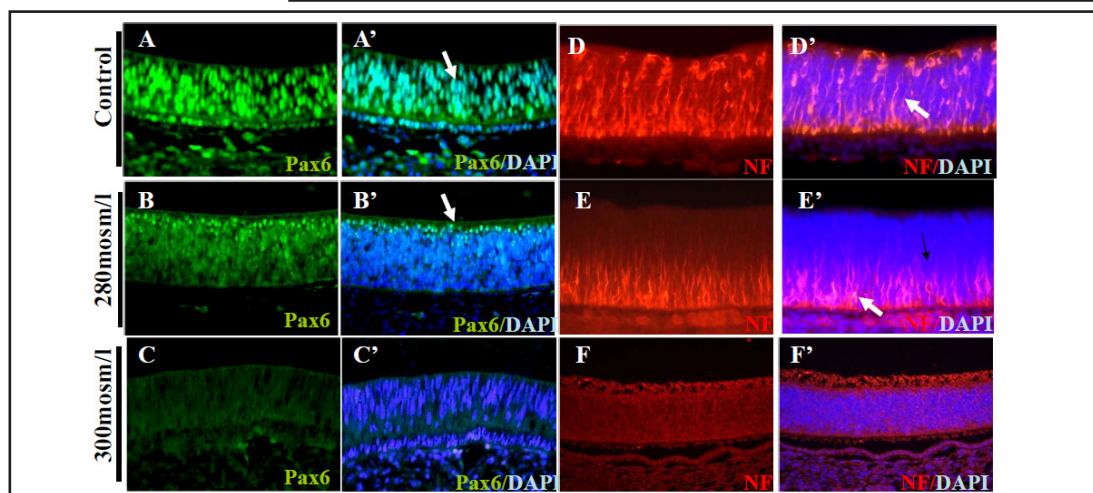 Control
A
Pax6
A’
Pax6/DAPI
D
NF
D’
NF/DAPI
280mosm/l
B
Pax6
B’
Pax6/DAPI
E
NF
E’
NF/DAPI
300mosm/l
C
Pax6
C’
Pax6/DAPI
F
NF
F’
NF/DAPI